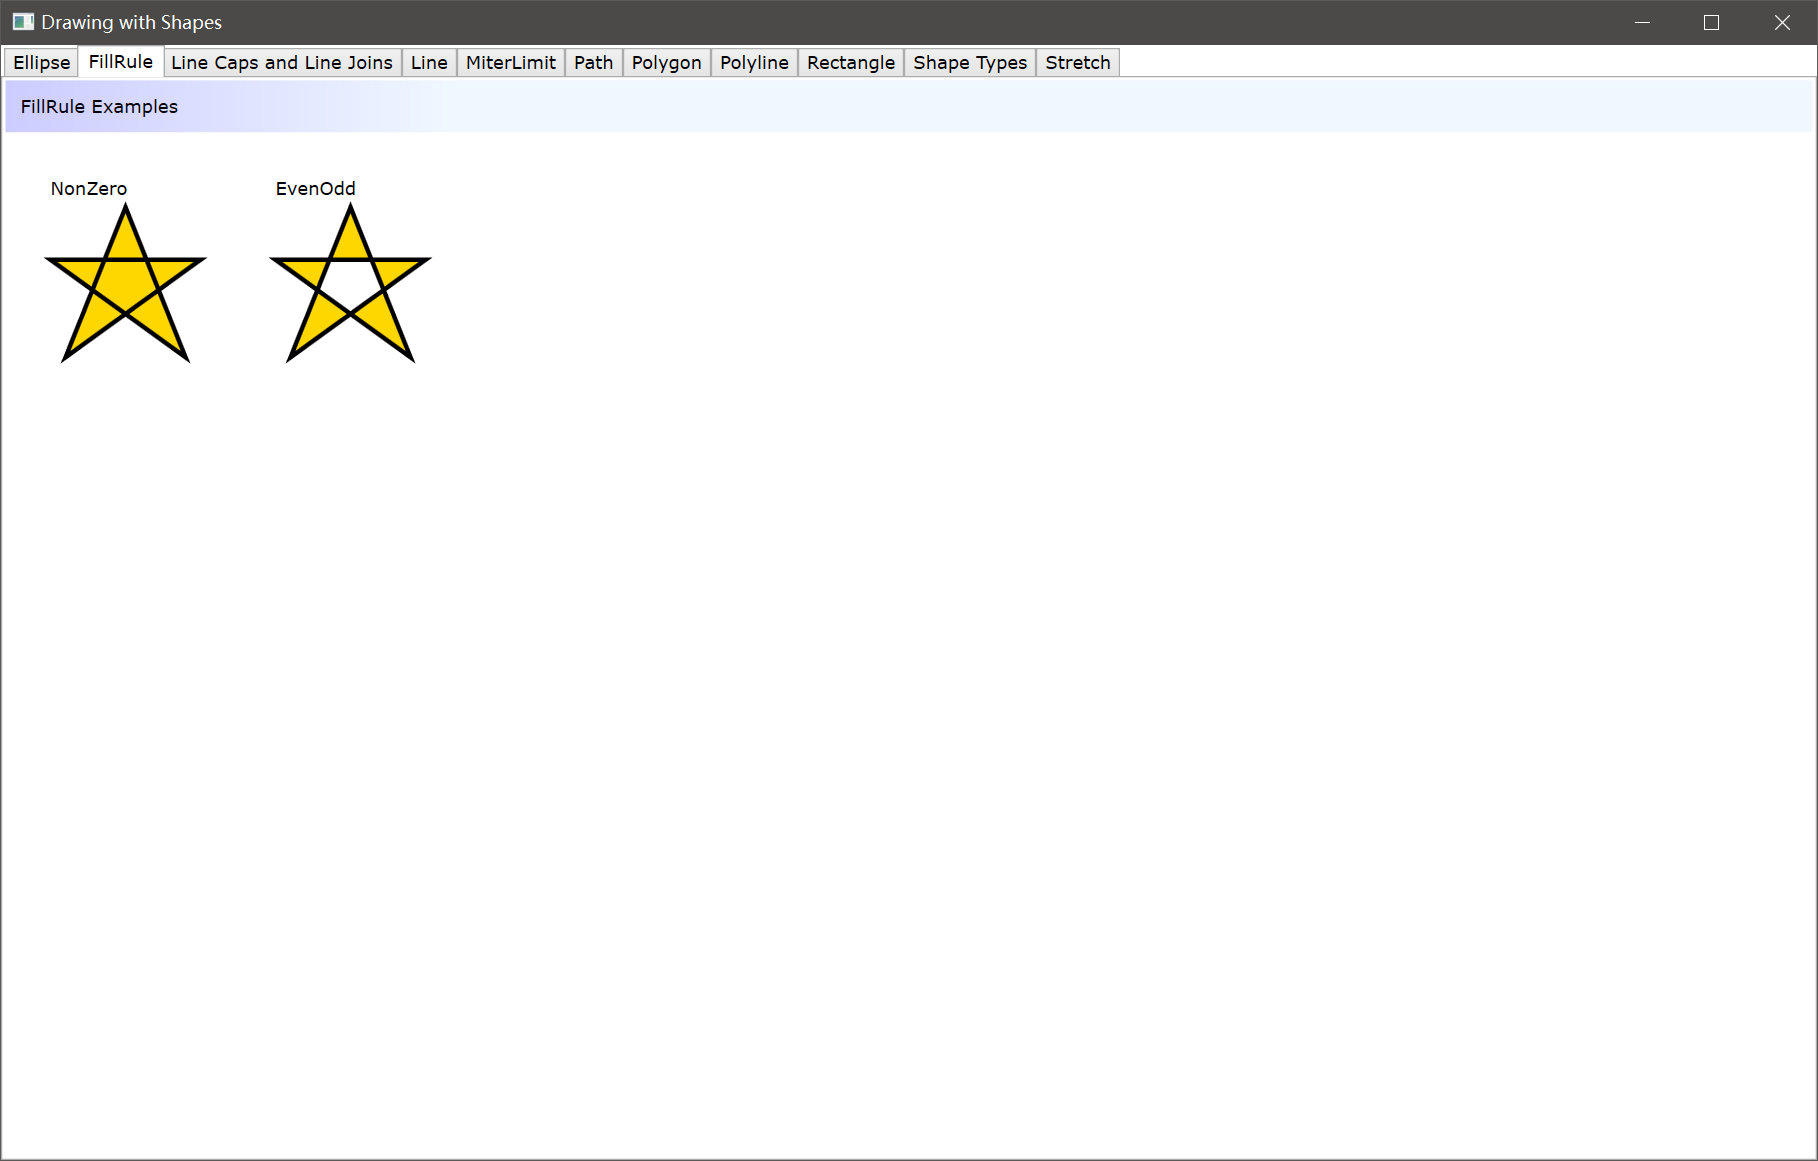 Drawing with Shapes
Ellipse FillRule Line Caps and Line Joins Line MiterLimit Path Polygon Polyline Rectangle Shape Types Stretch
FillRule Examples
NonZero EvenOdd